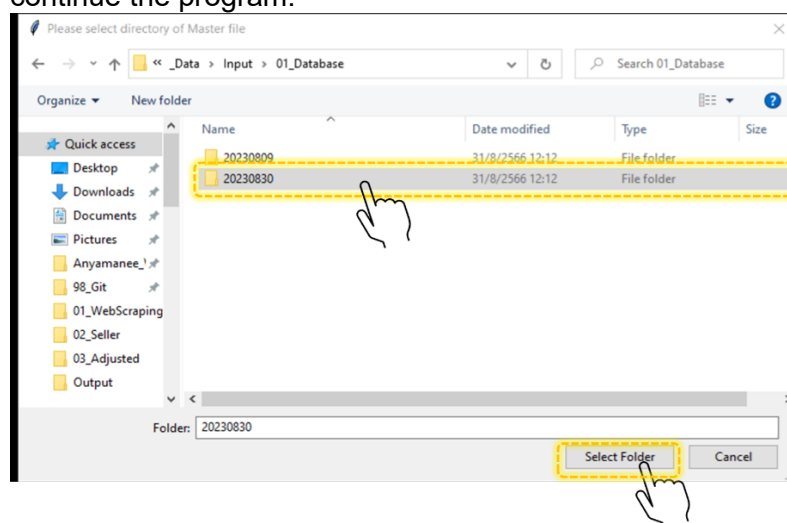 continue the program.
Please select directory of Master file
« _Data > Input > 01_Database
Search 01_Database
Organize
New folder
Name
Date modified
Type
Size
Quick access
20230809
31/8/2566 12:12
File folder
Desktop
20230830
31/8/2566 12:12
File folder
Downloads
Documents
Pictures
Anyamanee_
98_Git
01_WebScraping
02_Seller
03_Adjusted
Output
Folder: 20230830
Select Folder
Cancel